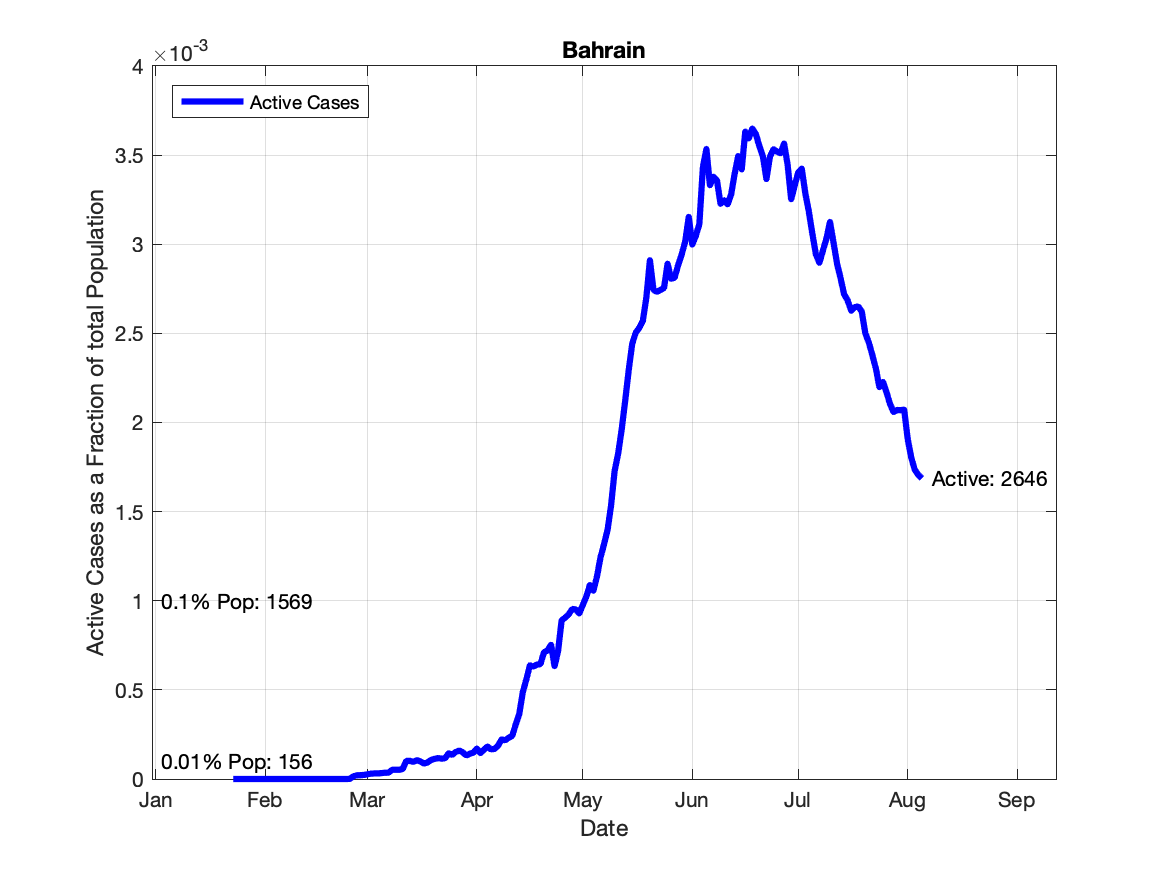 Bahrain
×10-3
4
3.5
3
2.5
2
1.5
1
0.5
0
Active Cases
Active Cases as a Fraction of total Population
Active: 2646
0.1% Pop: 1569
0.01% Pop: 156
Jan Feb Mar Apr May Jun Jul Aug Sep
Date